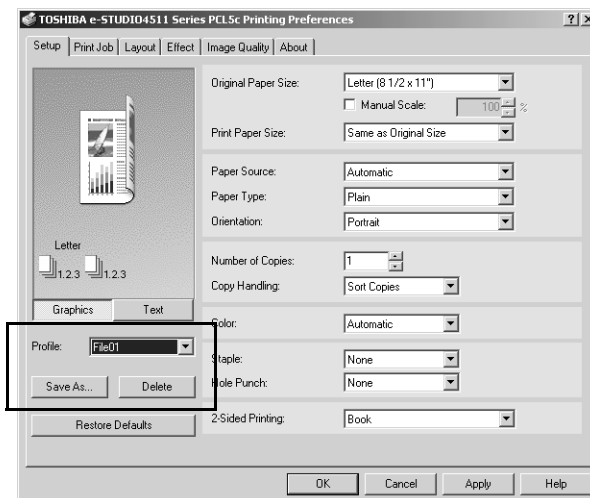 TOSHIBA e-STUDIO4511 Series PCL5c Printing Preferences
Setup Print Job Layout Effect Image Quality About
Original Paper Size: Letter (8 1/2 x 11")
Manual Scale: 100 %
Print Paper Size: Same as Original Size
Paper Source: Automatic
Paper Type: Plain
Orientation: Portrait
Letter
1.2.3 1.2.3
Number of Copies: 1
Copy Handling: Sort Copies
Graphics Text
Color: Automatic
Profile: File01
Staple: None
Save As... Delete
Hole Punch: None
Restore Defaults
2-Sided Printing: Book
OK Cancel Apply Help